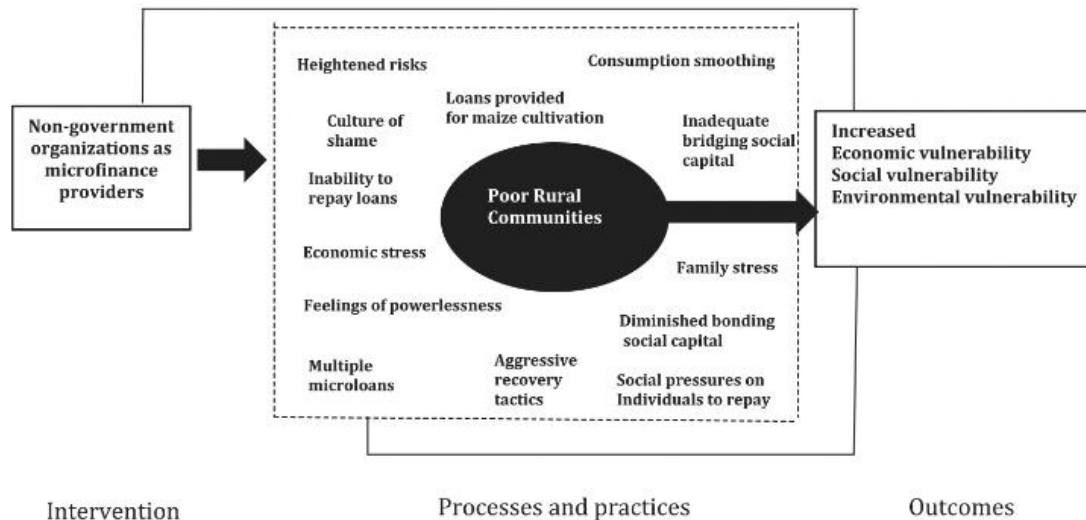 Heightened risks
Consumption smoothing
Non-government
organizations as
microfinance
providers
Culture of
shame
Loans provided
for maize cultivation
Inadequate
bridging social
capital
Increased
Economic vulnerability
Social vulnerability
Environmental vulnerability
Inability to
repay loans
Poor Rural
Communities
Economic stress
Family stress
Feelings of powerlessness
Diminished bonding
social capital
Multiple
microloans
Aggressive
recovery
tactics
Social pressures on
Individuals to repay
Intervention
Processes and practices
Outcomes